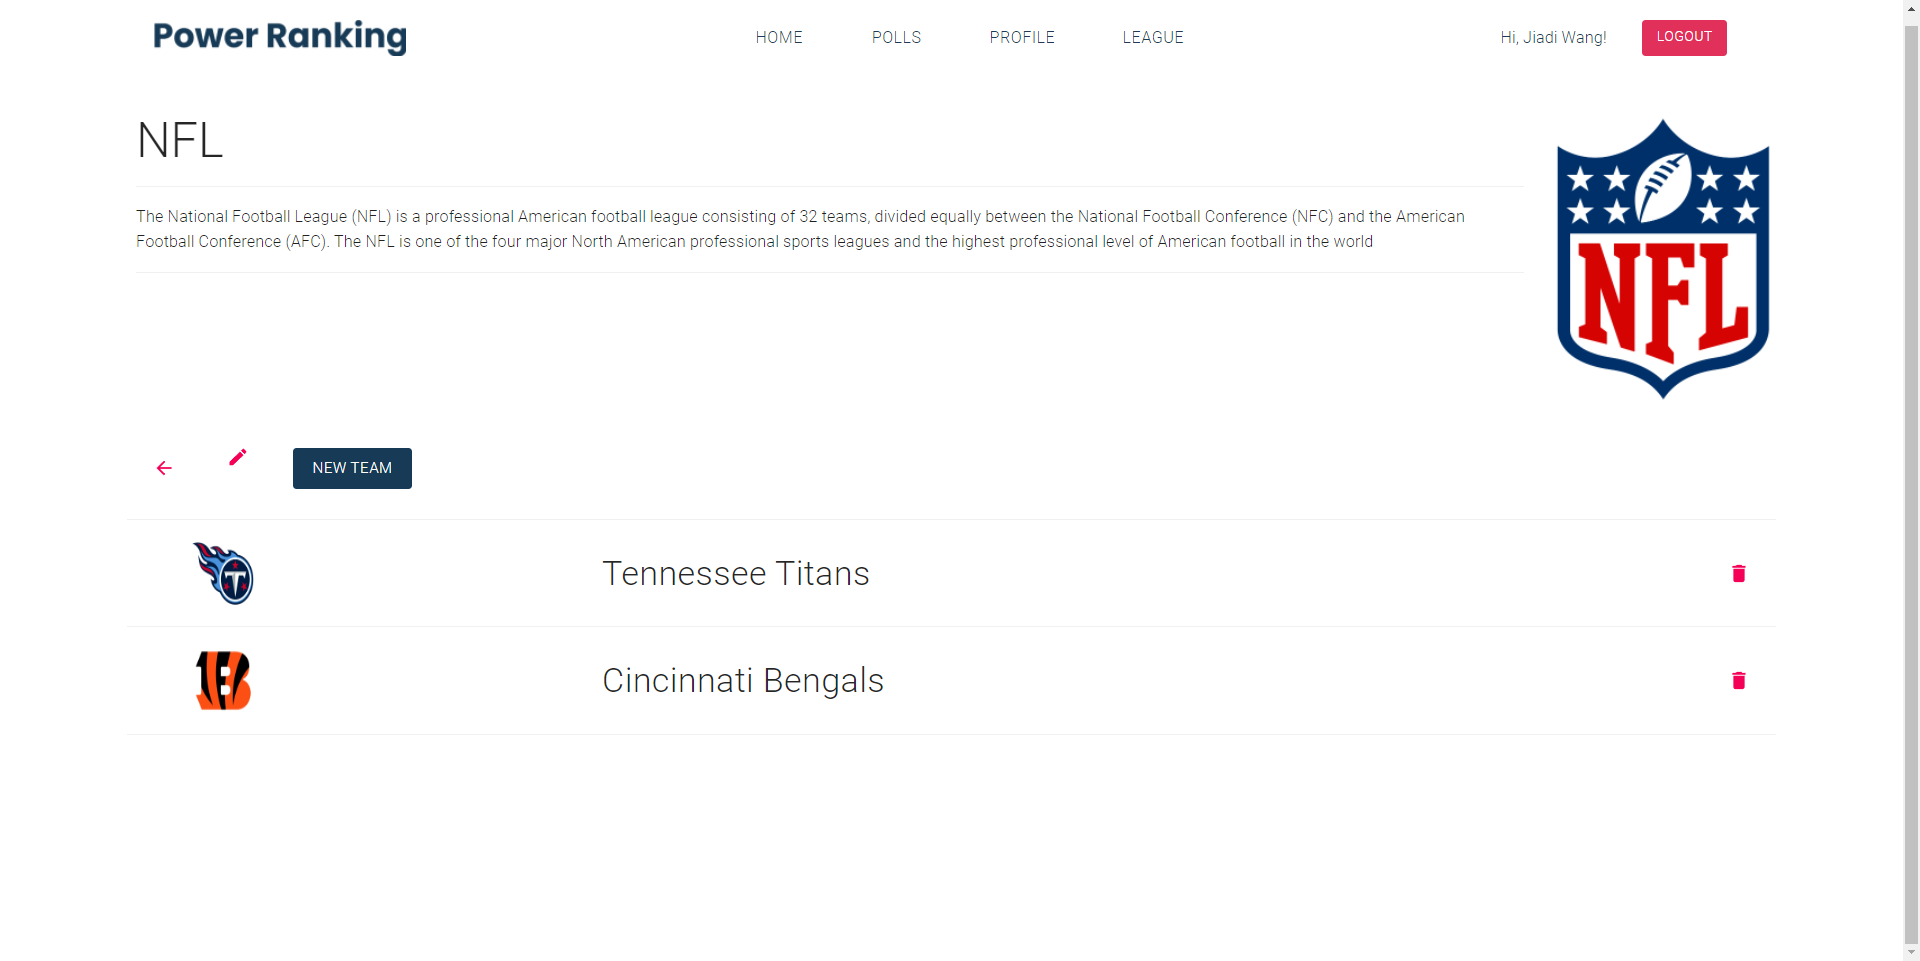 Power Ranking
HOME
POLLS
PROFILE
LEAGUE
Hi, Jiadi Wang!
LOGOUT
NFL
The National Football League (NFL) is a professional American football league consisting of 32 teams, divided equally between the National Football Conference (NFC) and the American
Football Conference (AFC). The NFL is one of the four major North American professional sports leagues and the highest professional level of American football in the world
NFL
NEW TEAM
T
Tennessee Titans
B
Cincinnati Bengals